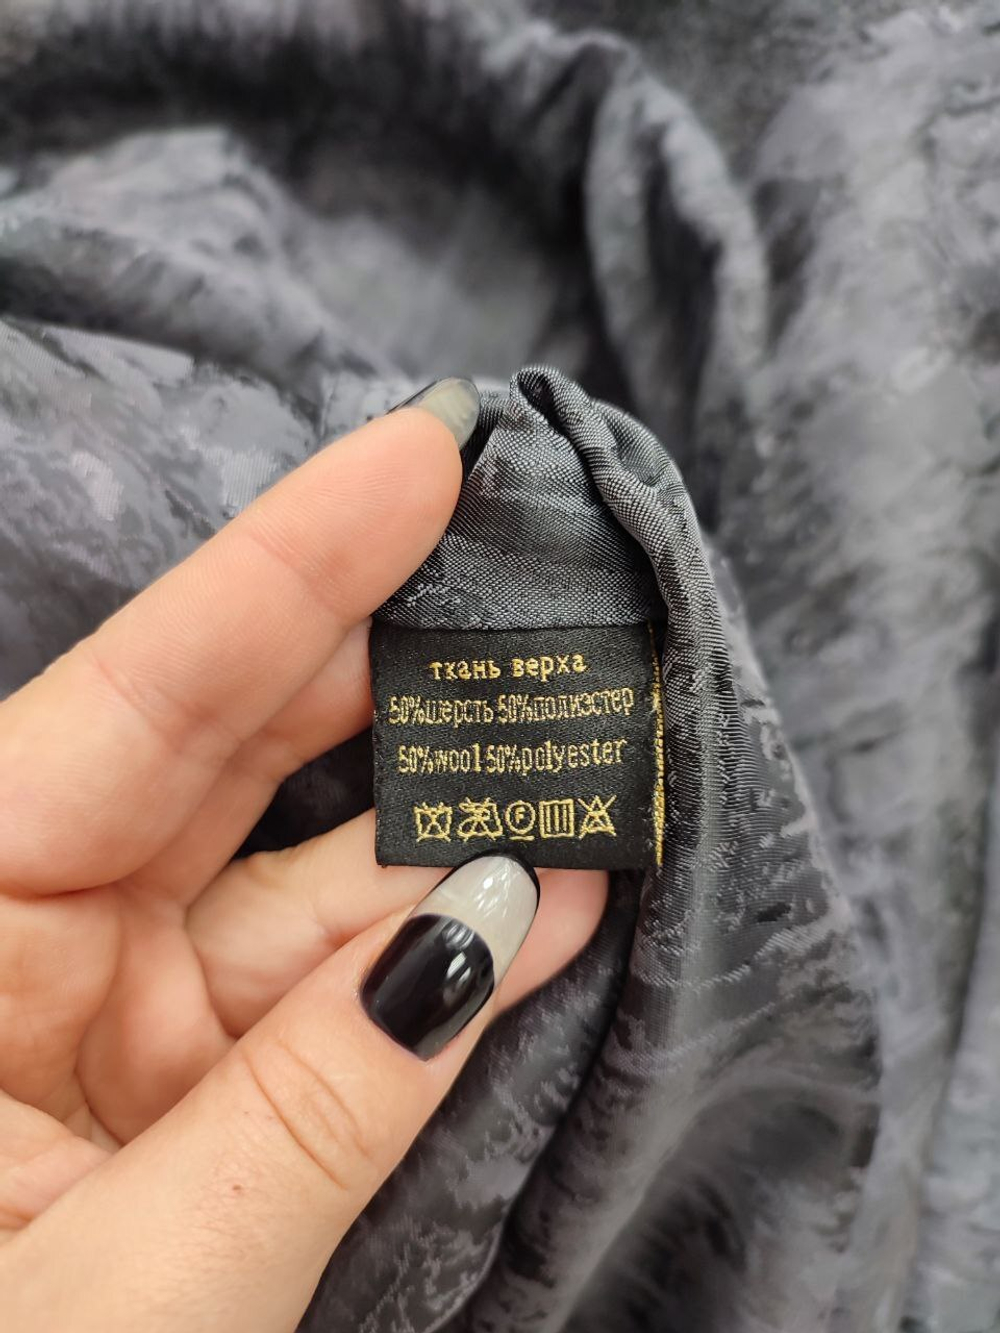 ткань верха
50%шерсть 50%полиэстер
50%wool 50%polyester
F